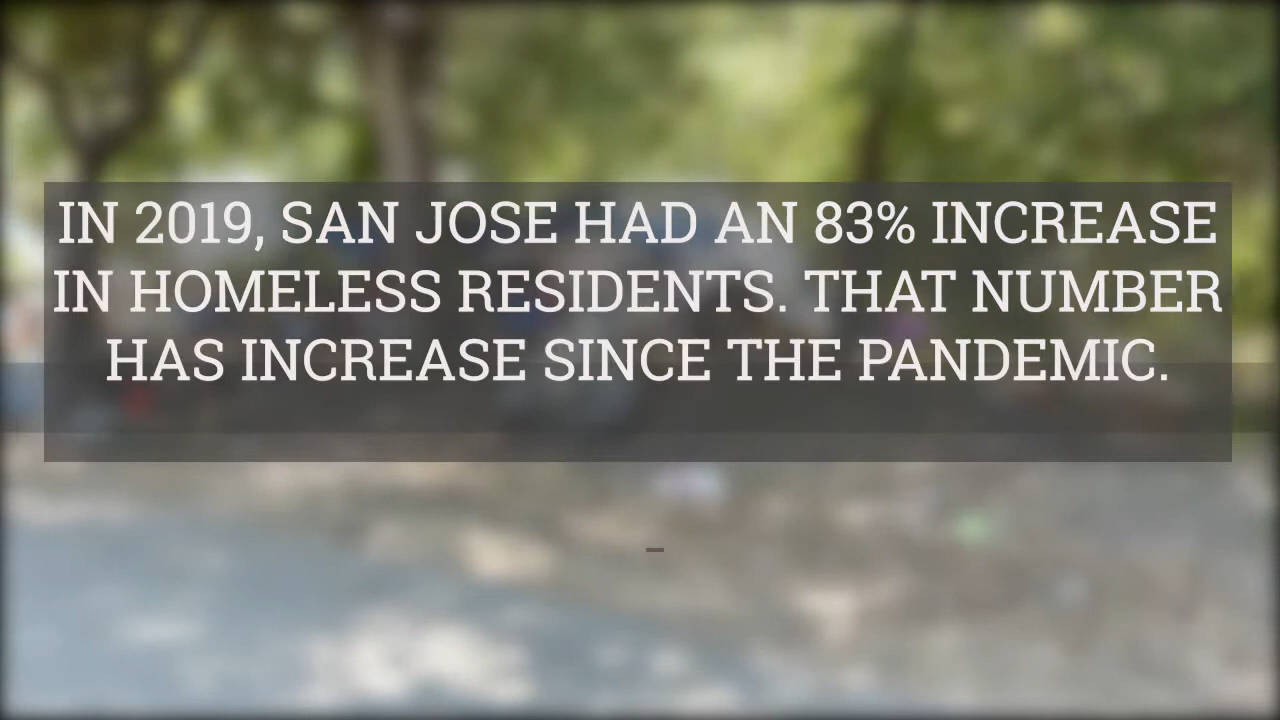 IN 2019, SAN JOSE HAD AN 83% INCREASE
IN HOMELESS RESIDENTS. THAT NUMBER
HAS INCREASE SINCE THE PANDEMIC.